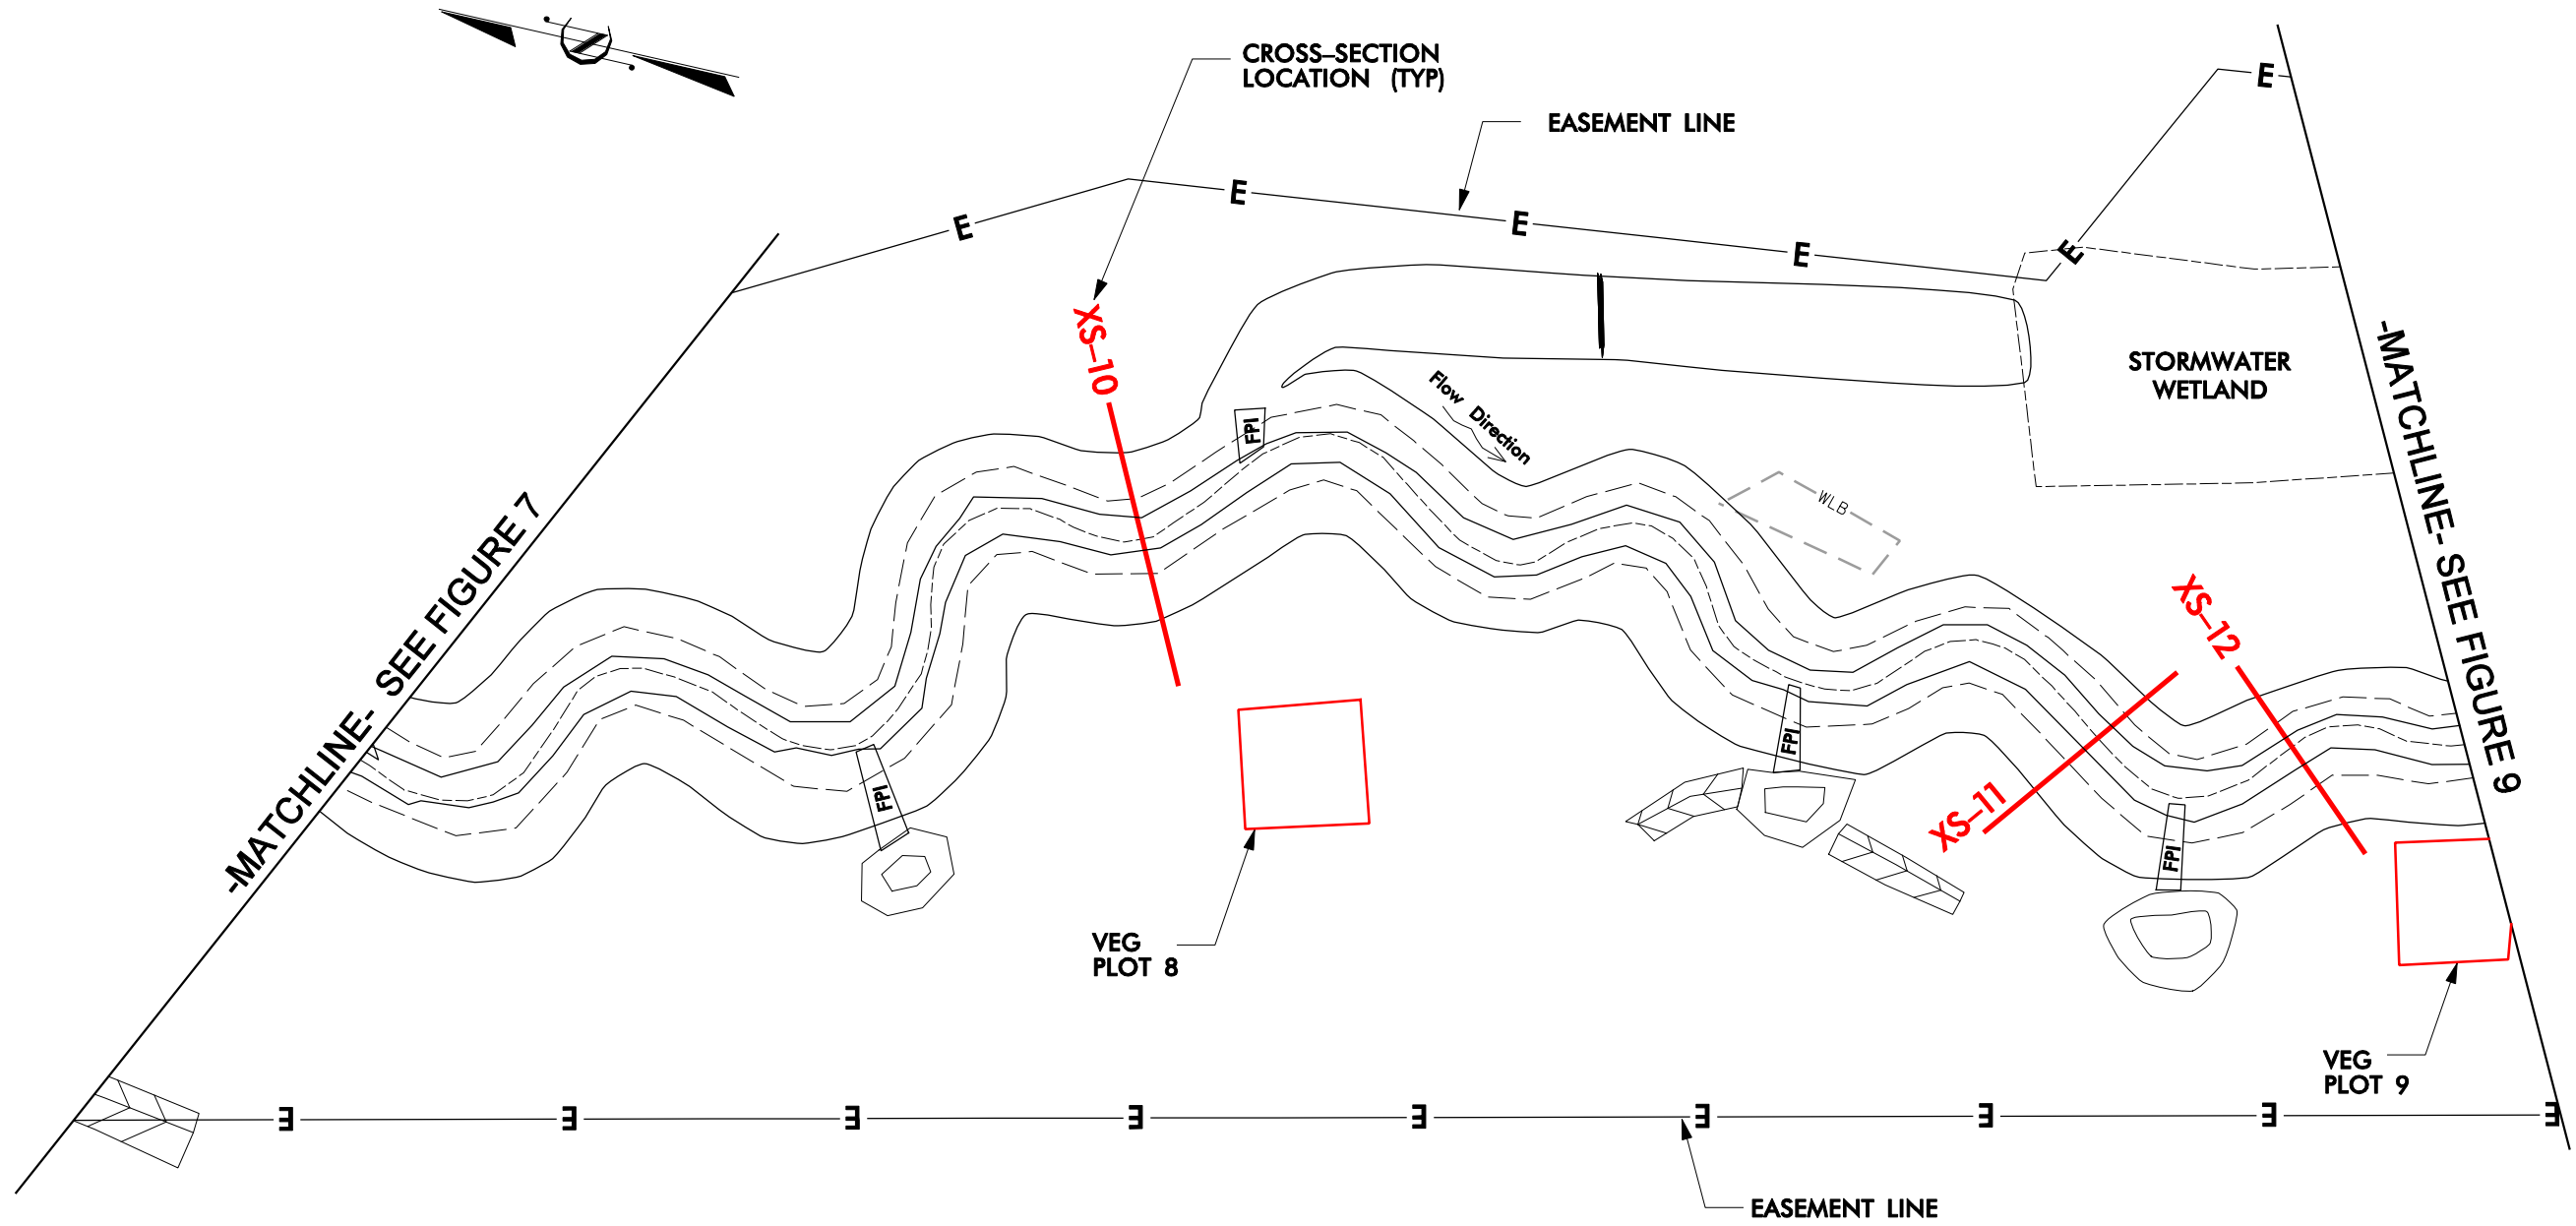 CROSS–SECTION
LOCATION (TYP)
EASEMENT LINE
E
E
E
E
E
E
E
XS–10
STORMWATER
WETLAND
Flow Direction
FPI
WLB
-MATCHLINE- SEE FIGURE 7
-MATCHLINE- SEE FIGURE 9
XS–12
XS–11
FPI
FPI
FPI
VEG
PLOT 8
VEG
PLOT 9
E
E
E
E
E
E
E
E
E
EASEMENT LINE